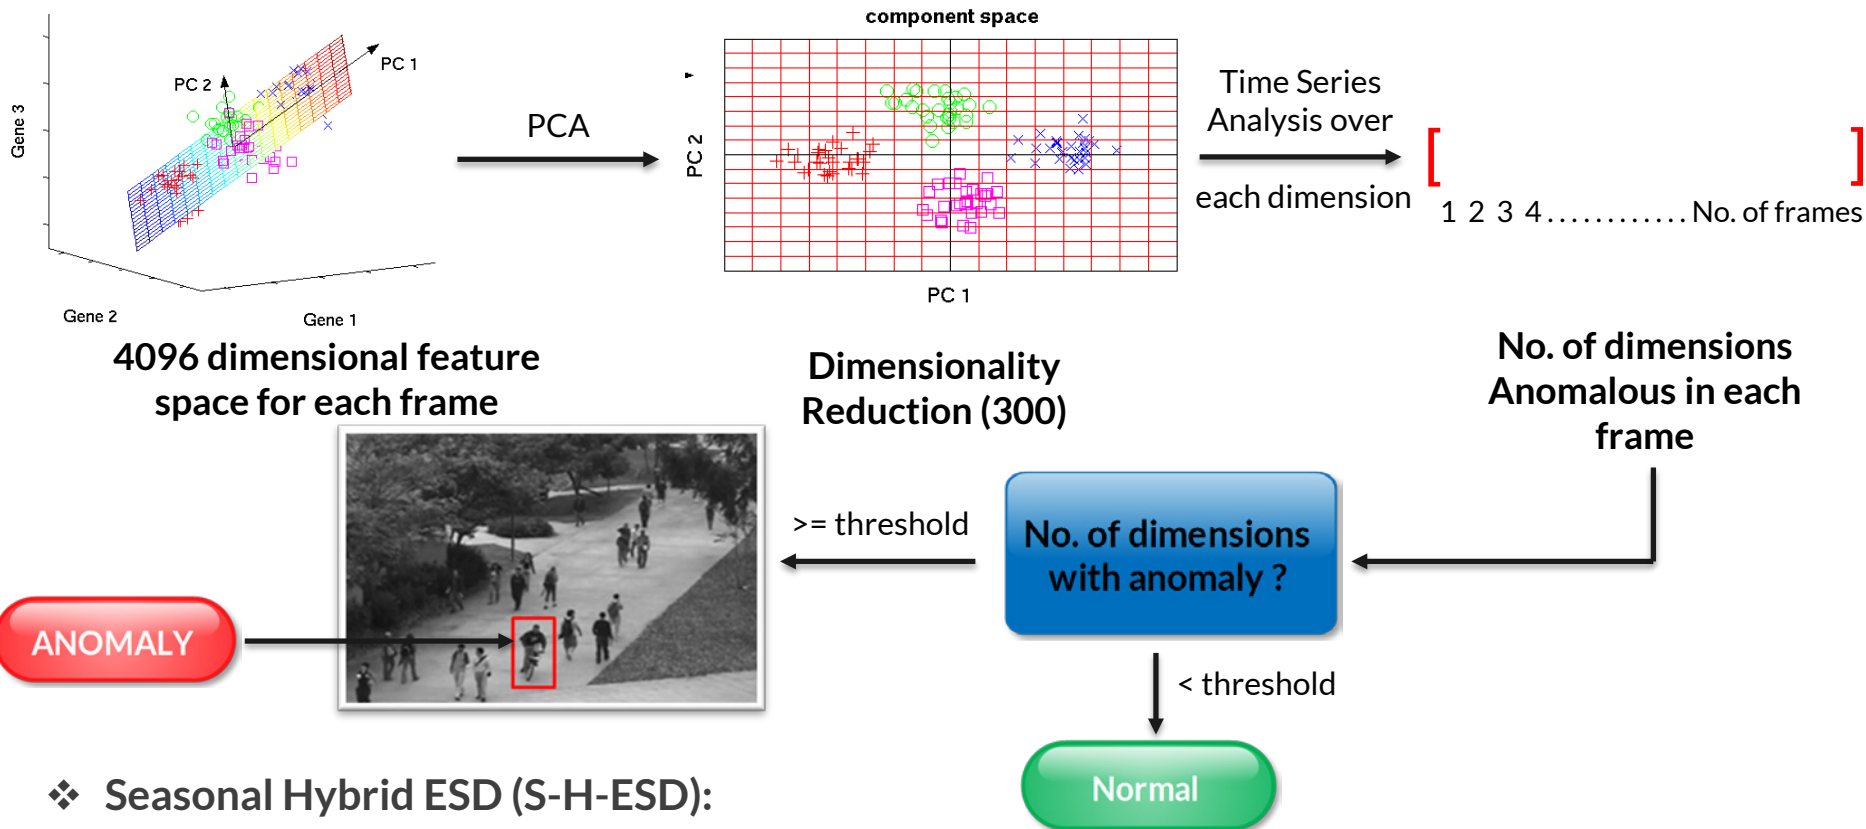 component space
PC 1
PC 2
Gene 3
Gene 2
Gene 1
PCA
PC 2
PC 1
Time Series
Analysis over
each dimension
[ ]
1 2 3 4 ............ No. of frames
4096 dimensional feature
space for each frame
Dimensionality
Reduction (300)
No. of dimensions
Anomalous in each
frame
>= threshold
No. of dimensions
with anomaly ?
ANOMALY
< threshold
Normal
❖ Seasonal Hybrid ESD (S-H-ESD):